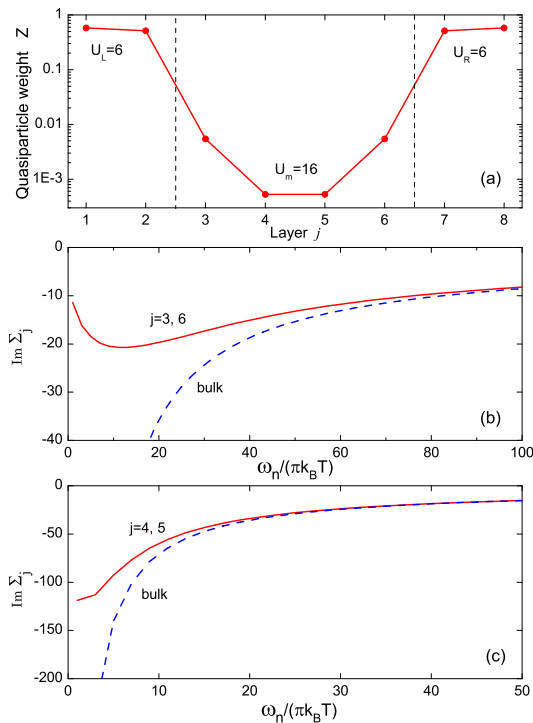 Quasiparticle weight Z
1
0.1
0.01
1E-3
U_L=6
U_R=6
U_m=16
(a)
1 2 3 4 5 6 7 8
Layer j
Im Σ_j
0
-10
-20
-30
-40
j=3, 6
bulk
(b)
0 20 40 60 80 100
ω_n/(πk_BT)
Im Σ_j
0
-50
-100
-150
-200
j=4, 5
bulk
(c)
0 10 20 30 40 50
ω_n/(πk_BT)